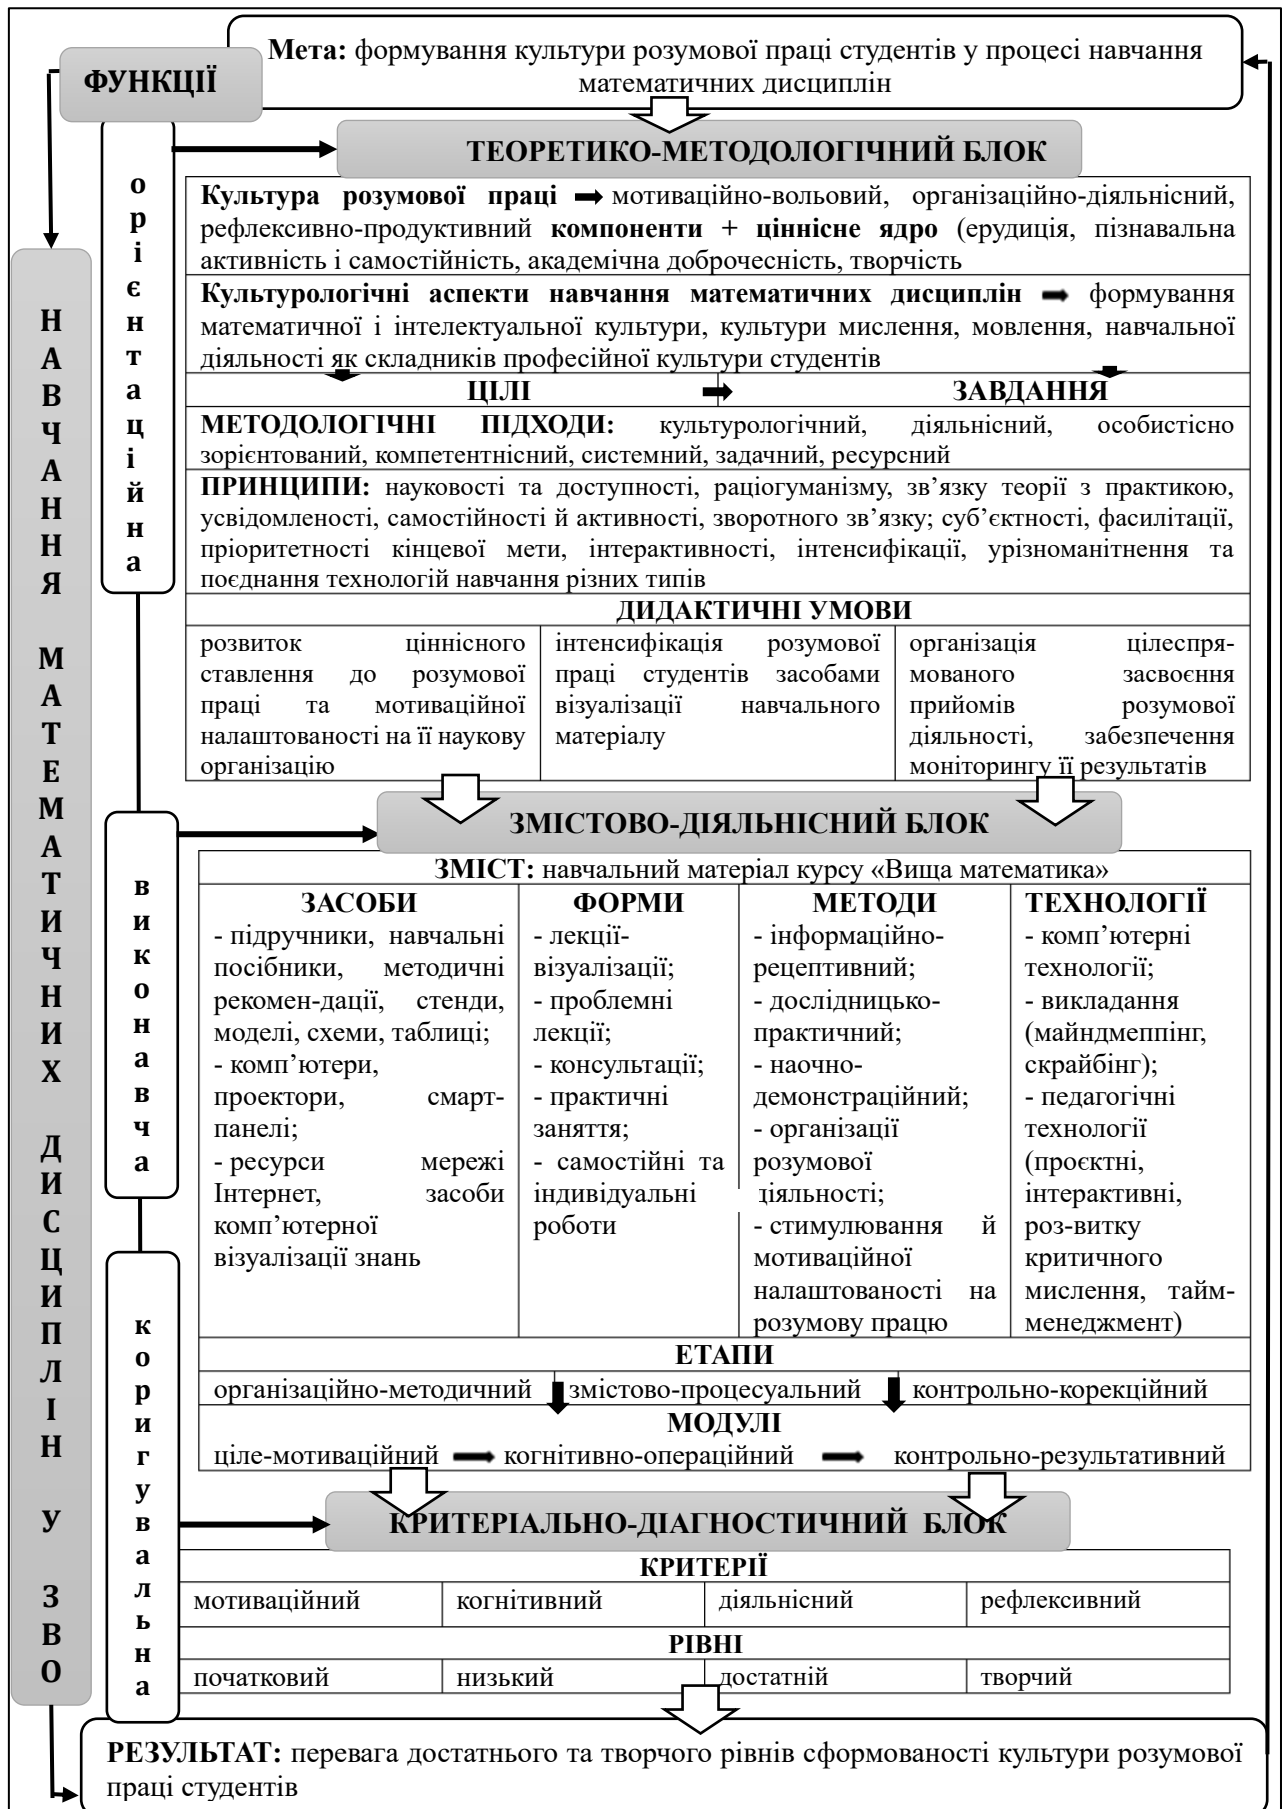 Мета: формування культури розумової праці студентів у процесі навчання
математичних дисциплін
ФУНКЦІЇ
НАВЧАННЯ МАТЕМАТИЧНИХ ДИСЦИПЛІН У ЗВО
орієнтаційна
ТЕОРЕТИКО-МЕТОДОЛОГІЧНИЙ БЛОК
Культура розумової праці мотиваційно-вольовий, організаційно-діяльнісний,
рефлексивно-продуктивний компоненти + ціннісне ядро (ерудиція, пізнавальна
активність і самостійність, академічна доброчесність, творчість
Культурологічні аспекти навчання математичних дисциплін формування
математичної і інтелектуальної культури, культури мислення, мовлення, навчальної
діяльності як складників професійної культури студентів
ЦІЛІ ЗАВДАННЯ
МЕТОДОЛОГІЧНІ ПІДХОДИ: культурологічний, діяльнісний, особистісно
зорієнтований, компетентнісний, системний, задачний, ресурсний
ПРИНЦИПИ: науковості та доступності, раціогуманізму, зв’язку теорії з практикою,
усвідомленості, самостійності й активності, зворотного зв’язку; суб’єктності, фасилітації,
пріоритетності кінцевої мети, інтерактивності, інтенсифікації, урізноманітнення та
поєднання технологій навчання різних типів
ДИДАКТИЧНІ УМОВИ
розвиток ціннісного
ставлення до розумової
праці та мотиваційної
налаштованості на її наукову
організацію
інтенсифікація розумової
праці студентів засобами
візуалізації навчального
матеріалу
організація цілеспря-
мованого засвоєння
прийомів розумової
діяльності, забезпечення
моніторингу її результатів
виконавча
ЗМІСТОВО-ДІЯЛЬНІСНИЙ БЛОК
ЗМІСТ: навчальний матеріал курсу «Вища математика»
ЗАСОБИ
- підручники, навчальні
посібники, методичні
рекомен-дації, стенди,
моделі, схеми, таблиці;
- комп’ютери,
проектори, смарт-
панелі;
- ресурси мережі
Інтернет, засоби
комп’ютерної
візуалізації знань
ФОРМИ
- лекції-
візуалізації;
- проблемні
лекції;
- консультації;
- практичні
заняття;
- самостійні та
індивідуальні
роботи
МЕТОДИ
- інформаційно-
рецептивний;
- дослідницько-
практичний;
- наочно-
демонстраційний;
- організації
розумової
діяльності;
- стимулювання й
мотиваційної
налаштованості на
розумову працю
ТЕХНОЛОГІЇ
- комп’ютерні
технології;
- викладання
(майндмеппінг,
скрайбінг);
- педагогічні
технології
(проєктні,
інтерактивні,
роз-витку
критичного
мислення, тайм-
менеджмент)
ЕТАПИ
організаційно-методичний змістово-процесуальний контрольно-корекційний
МОДУЛІ
ціле-мотиваційний когнітивно-операційний контрольно-результативний
коригувальна
КРИТЕРІАЛЬНО-ДІАГНОСТИЧНИЙ БЛОК
КРИТЕРІЇ
мотиваційний когнітивний діяльнісний рефлексивний
РІВНІ
початковий низький достатній творчий
РЕЗУЛЬТАТ: перевага достатнього та творчого рівнів сформованості культури розумової
праці студентів